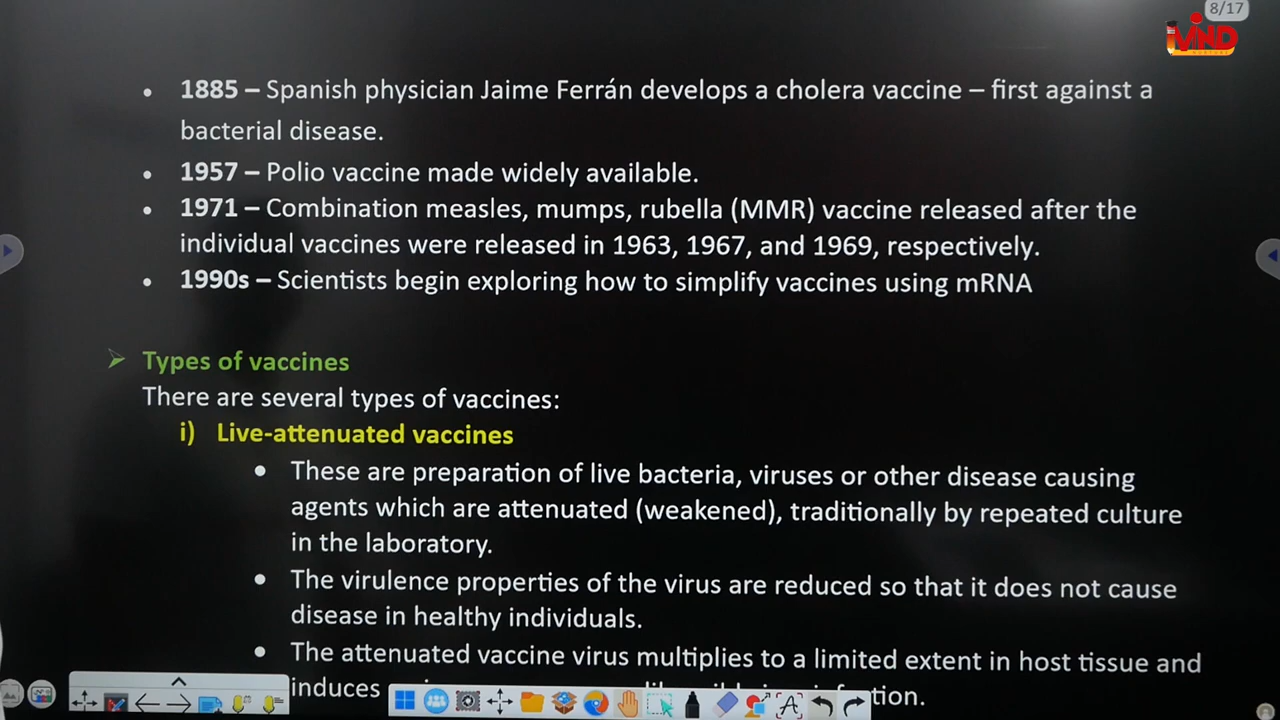 8/17
iMIND
• 1885 – Spanish physician Jaime Ferrán develops a cholera vaccine – first against a
bacterial disease.
• 1957 – Polio vaccine made widely available.
• 1971 – Combination measles, mumps, rubella (MMR) vaccine released after the
individual vaccines were released in 1963, 1967, and 1969, respectively.
• 1990s – Scientists begin exploring how to simplify vaccines using mRNA
➢ Types of vaccines
There are several types of vaccines:
i) Live-attenuated vaccines
• These are preparation of live bacteria, viruses or other disease causing
agents which are attenuated (weakened), traditionally by repeated culture
in the laboratory.
• The virulence properties of the virus are reduced so that it does not cause
disease in healthy individuals.
• The attenuated vaccine virus multiplies to a limited extent in host tissue and
induces